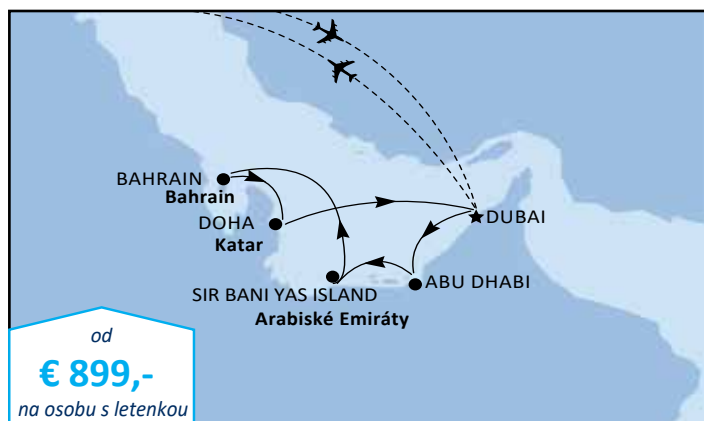 BAHRAIN
Bahrain
DOHA
Katar
DUBAI
SIR BANI YAS ISLAND
Arabiské Emiráty
ABU DHABI
od
€ 899,-
na osobu s letenkou